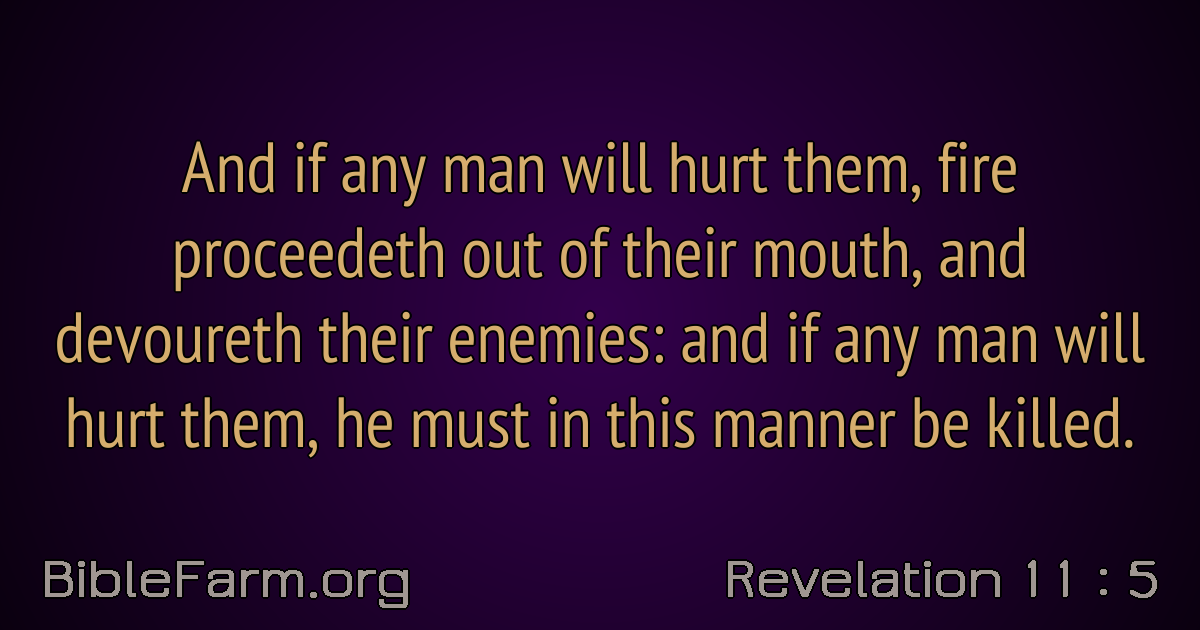 And if any man will hurt them, fire
proceedeth out of their mouth, and
devoureth their enemies: and if any man will
hurt them, he must in this manner be killed.
BibleFarm.org
Revelation 11 : 5